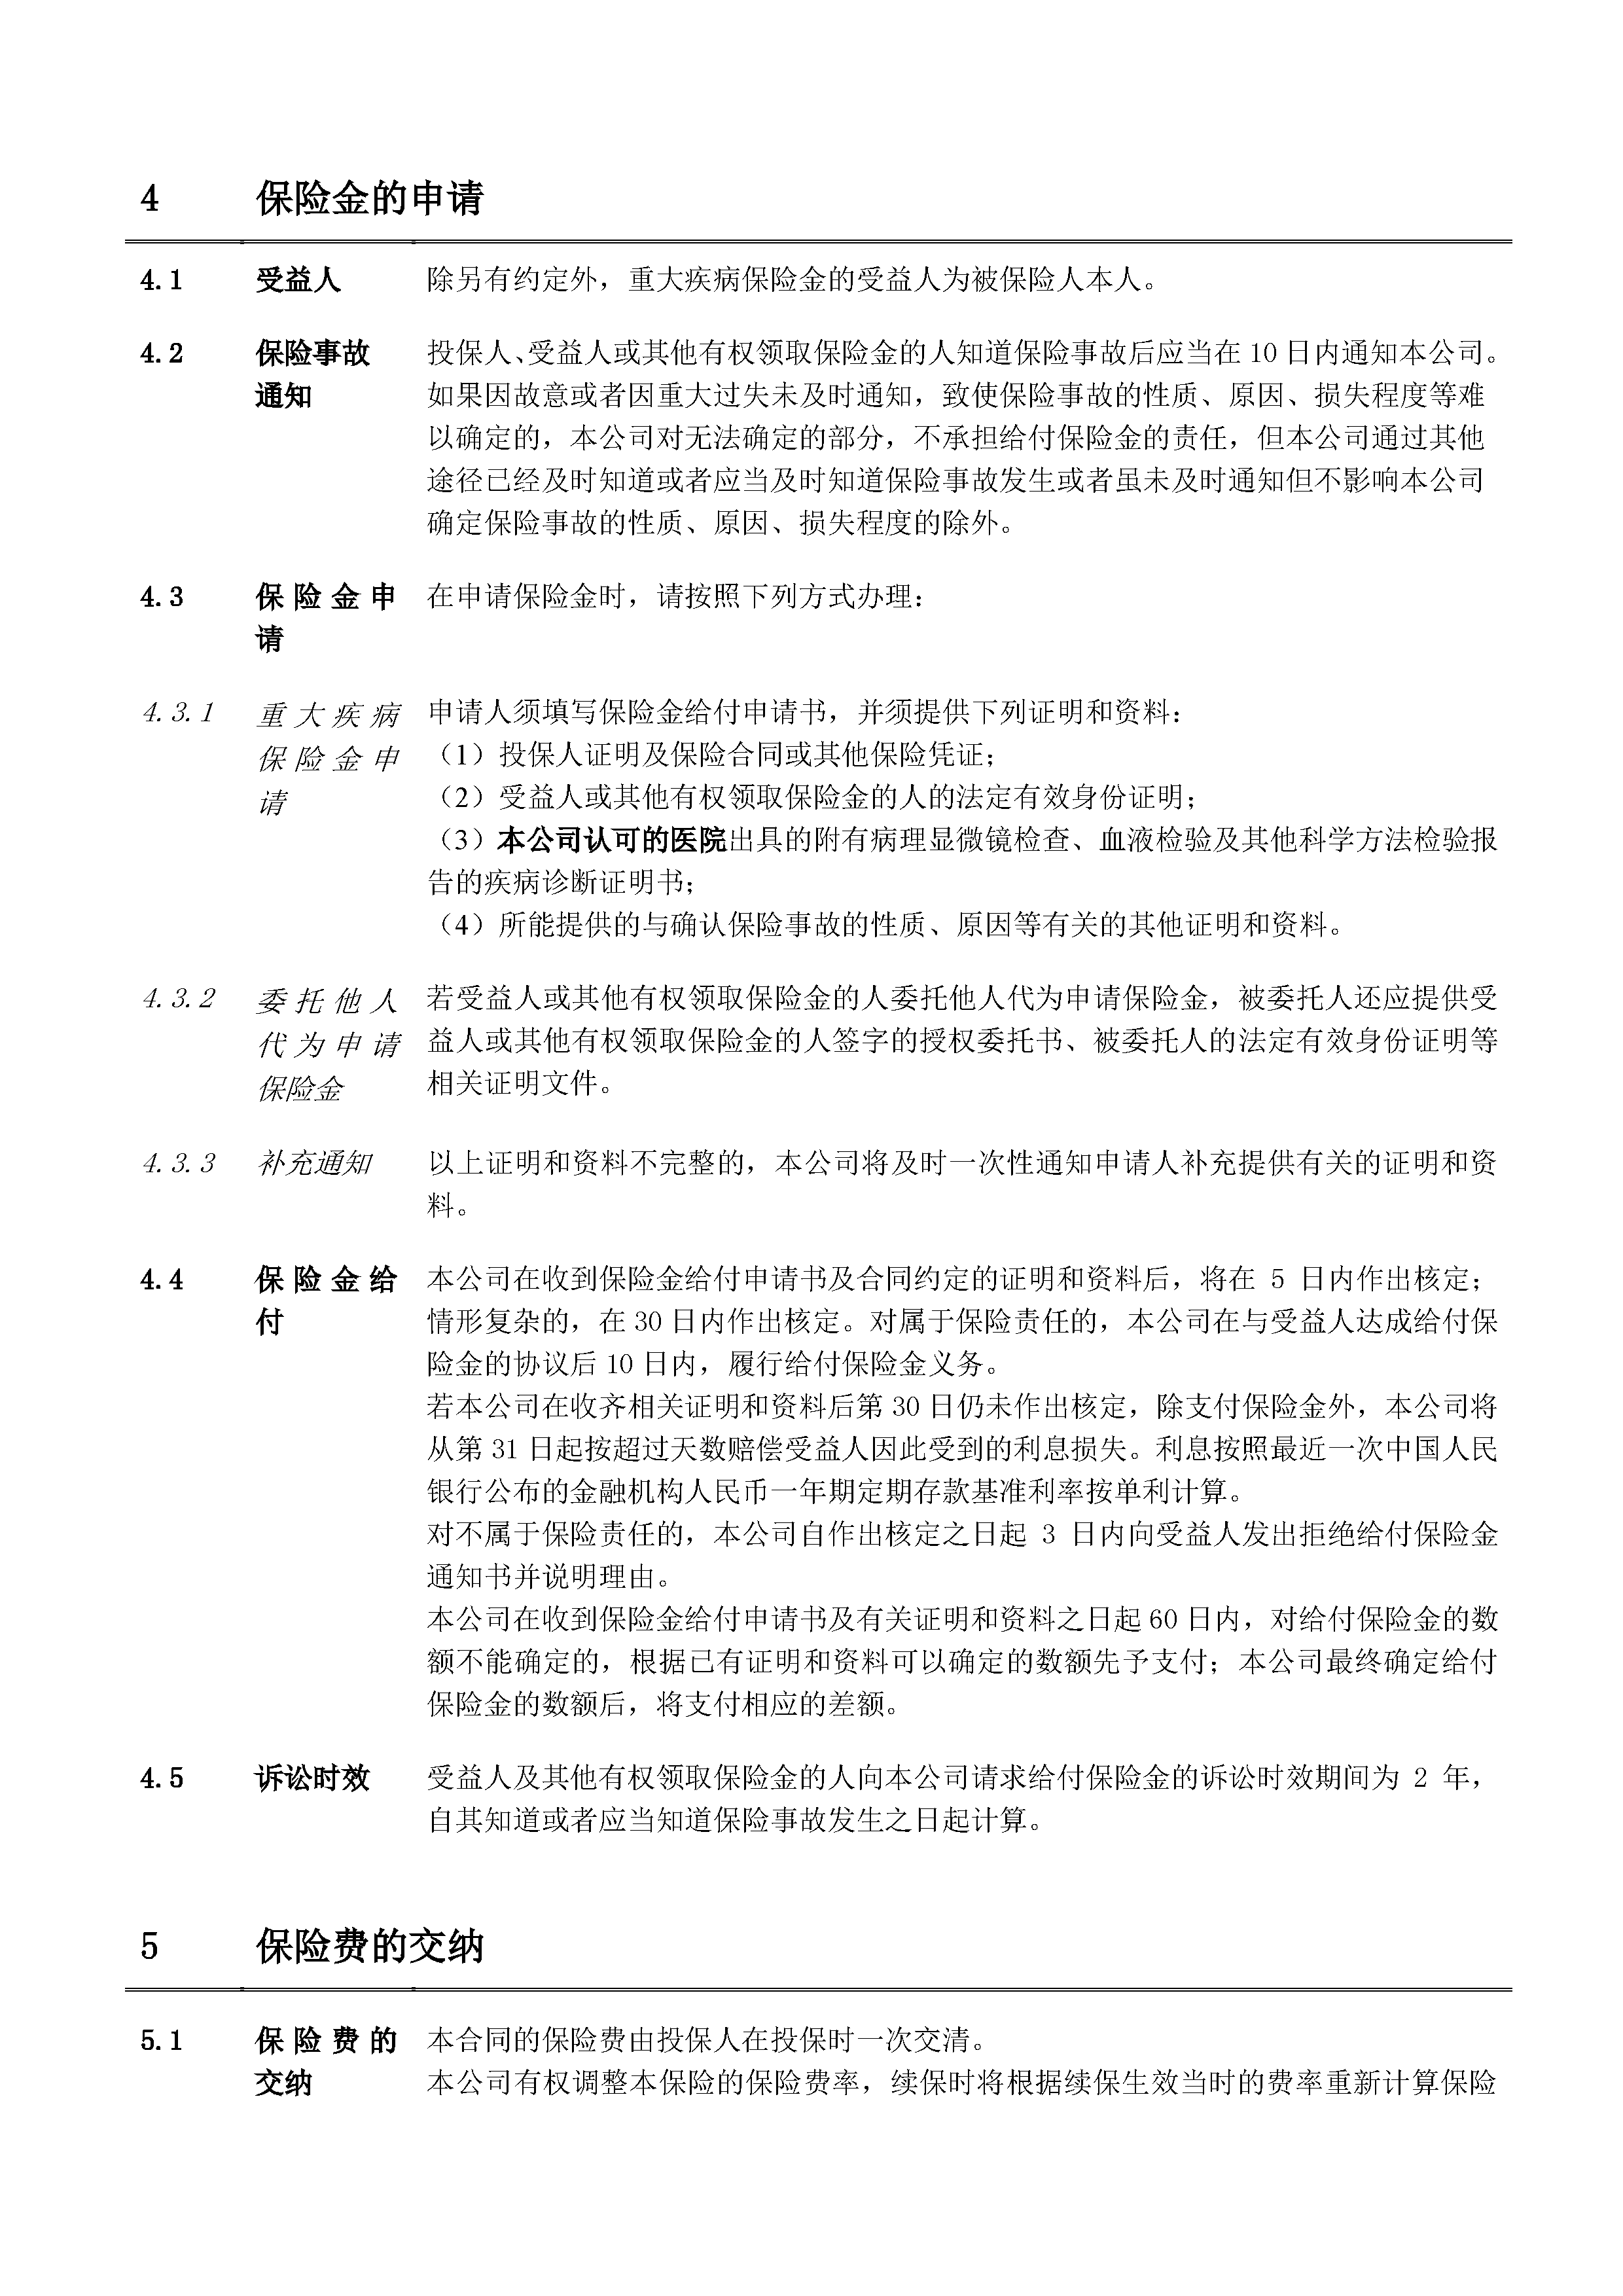 4 保险金的申请
4.1 受益人 除另有约定外，重大疾病保险金的受益人为被保险人本人。
4.2 保险事故 投保人、受益人或其他有权领取保险金的人知道保险事故后应当在 10 日内通知本公司。
通知 如果因故意或者因重大过失未及时通知，致使保险事故的性质、原因、损失程度等难
以确定的，本公司对无法确定的部分，不承担给付保险金的责任，但本公司通过其他
途径已经及时知道或者应当及时知道保险事故发生或者虽未及时通知但不影响本公司
确定保险事故的性质、原因、损失程度的除外。
4.3 保险金申 在申请保险金时，请按照下列方式办理：
请
4.3.1 重大疾病 申请人须填写保险金给付申请书，并须提供下列证明和资料：
保险金申 （1）投保人证明及保险合同或其他保险凭证；
请 （2）受益人或其他有权领取保险金的人的法定有效身份证明；
（3）本公司认可的医院出具的附有病理显微镜检查、血液检验及其他科学方法检验报
告的疾病诊断证明书；
（4）所能提供的与确认保险事故的性质、原因等有关的其他证明和资料。
4.3.2 委托他人 若受益人或其他有权领取保险金的人委托他人代为申请保险金，被委托人还应提供受
代为申请 益人或其他有权领取保险金的人签字的授权委托书、被委托人的法定有效身份证明等
保险金 相关证明文件。
4.3.3 补充通知 以上证明和资料不完整的，本公司将及时一次性通知申请人补充提供有关的证明和资
料。
4.4 保险金给 本公司在收到保险金给付申请书及合同约定的证明和资料后，将在 5 日内作出核定；
付 情形复杂的，在 30 日内作出核定。对属于保险责任的，本公司在与受益人达成给付保
险金的协议后 10 日内，履行给付保险金义务。
若本公司在收齐相关证明和资料后第 30 日仍未作出核定，除支付保险金外，本公司将
从第 31 日起按超过天数赔偿受益人因此受到的利息损失。利息按照最近一次中国人民
银行公布的金融机构人民币一年期定期存款基准利率按单利计算。
对不属于保险责任的，本公司自作出核定之日起 3 日内向受益人发出拒绝给付保险金
通知书并说明理由。
本公司在收到保险金给付申请书及有关证明和资料之日起 60 日内，对给付保险金的数
额不能确定的，根据已有证明和资料可以确定的数额先予支付；本公司最终确定给付
保险金的数额后，将支付相应的差额。
4.5 诉讼时效 受益人及其他有权领取保险金的人向本公司请求给付保险金的诉讼时效期间为 2 年，
自其知道或者应当知道保险事故发生之日起计算。
5 保险费的交纳
5.1 保险费的 本合同的保险费由投保人在投保时一次交清。
交纳 本公司有权调整本保险的保险费率，续保时将根据续保生效当时的费率重新计算保险